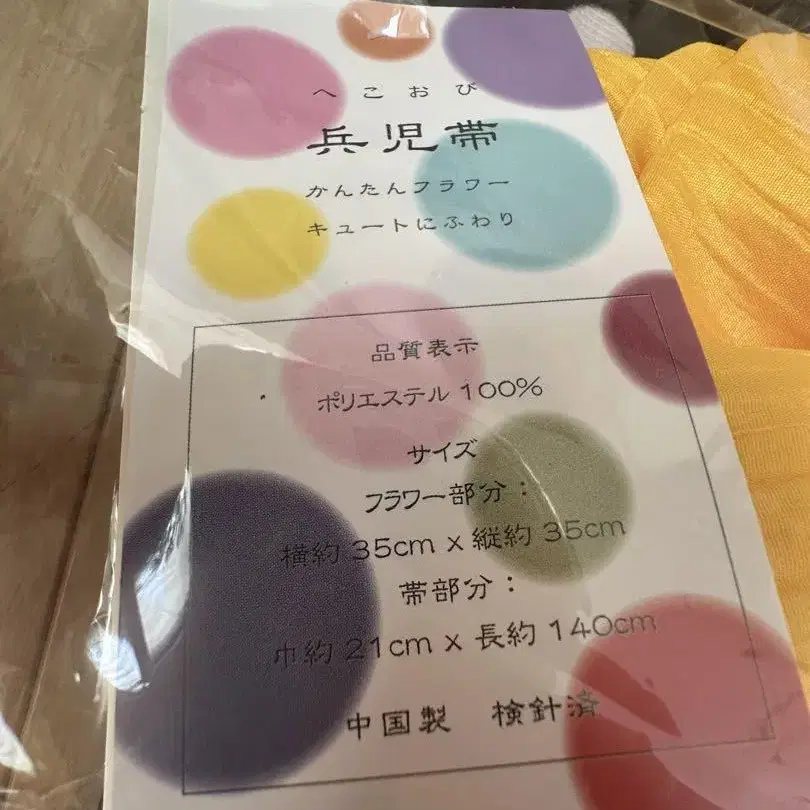 へこおび
兵児帯
かんたんフラワー
キュートにふわり
品質表示
ポリエステル 100%
サイズ
フラワー部分：
横約 35cm x 縦約 35cm
帯部分：
巾約 21cm x 長約 140cm
中国製　検針済